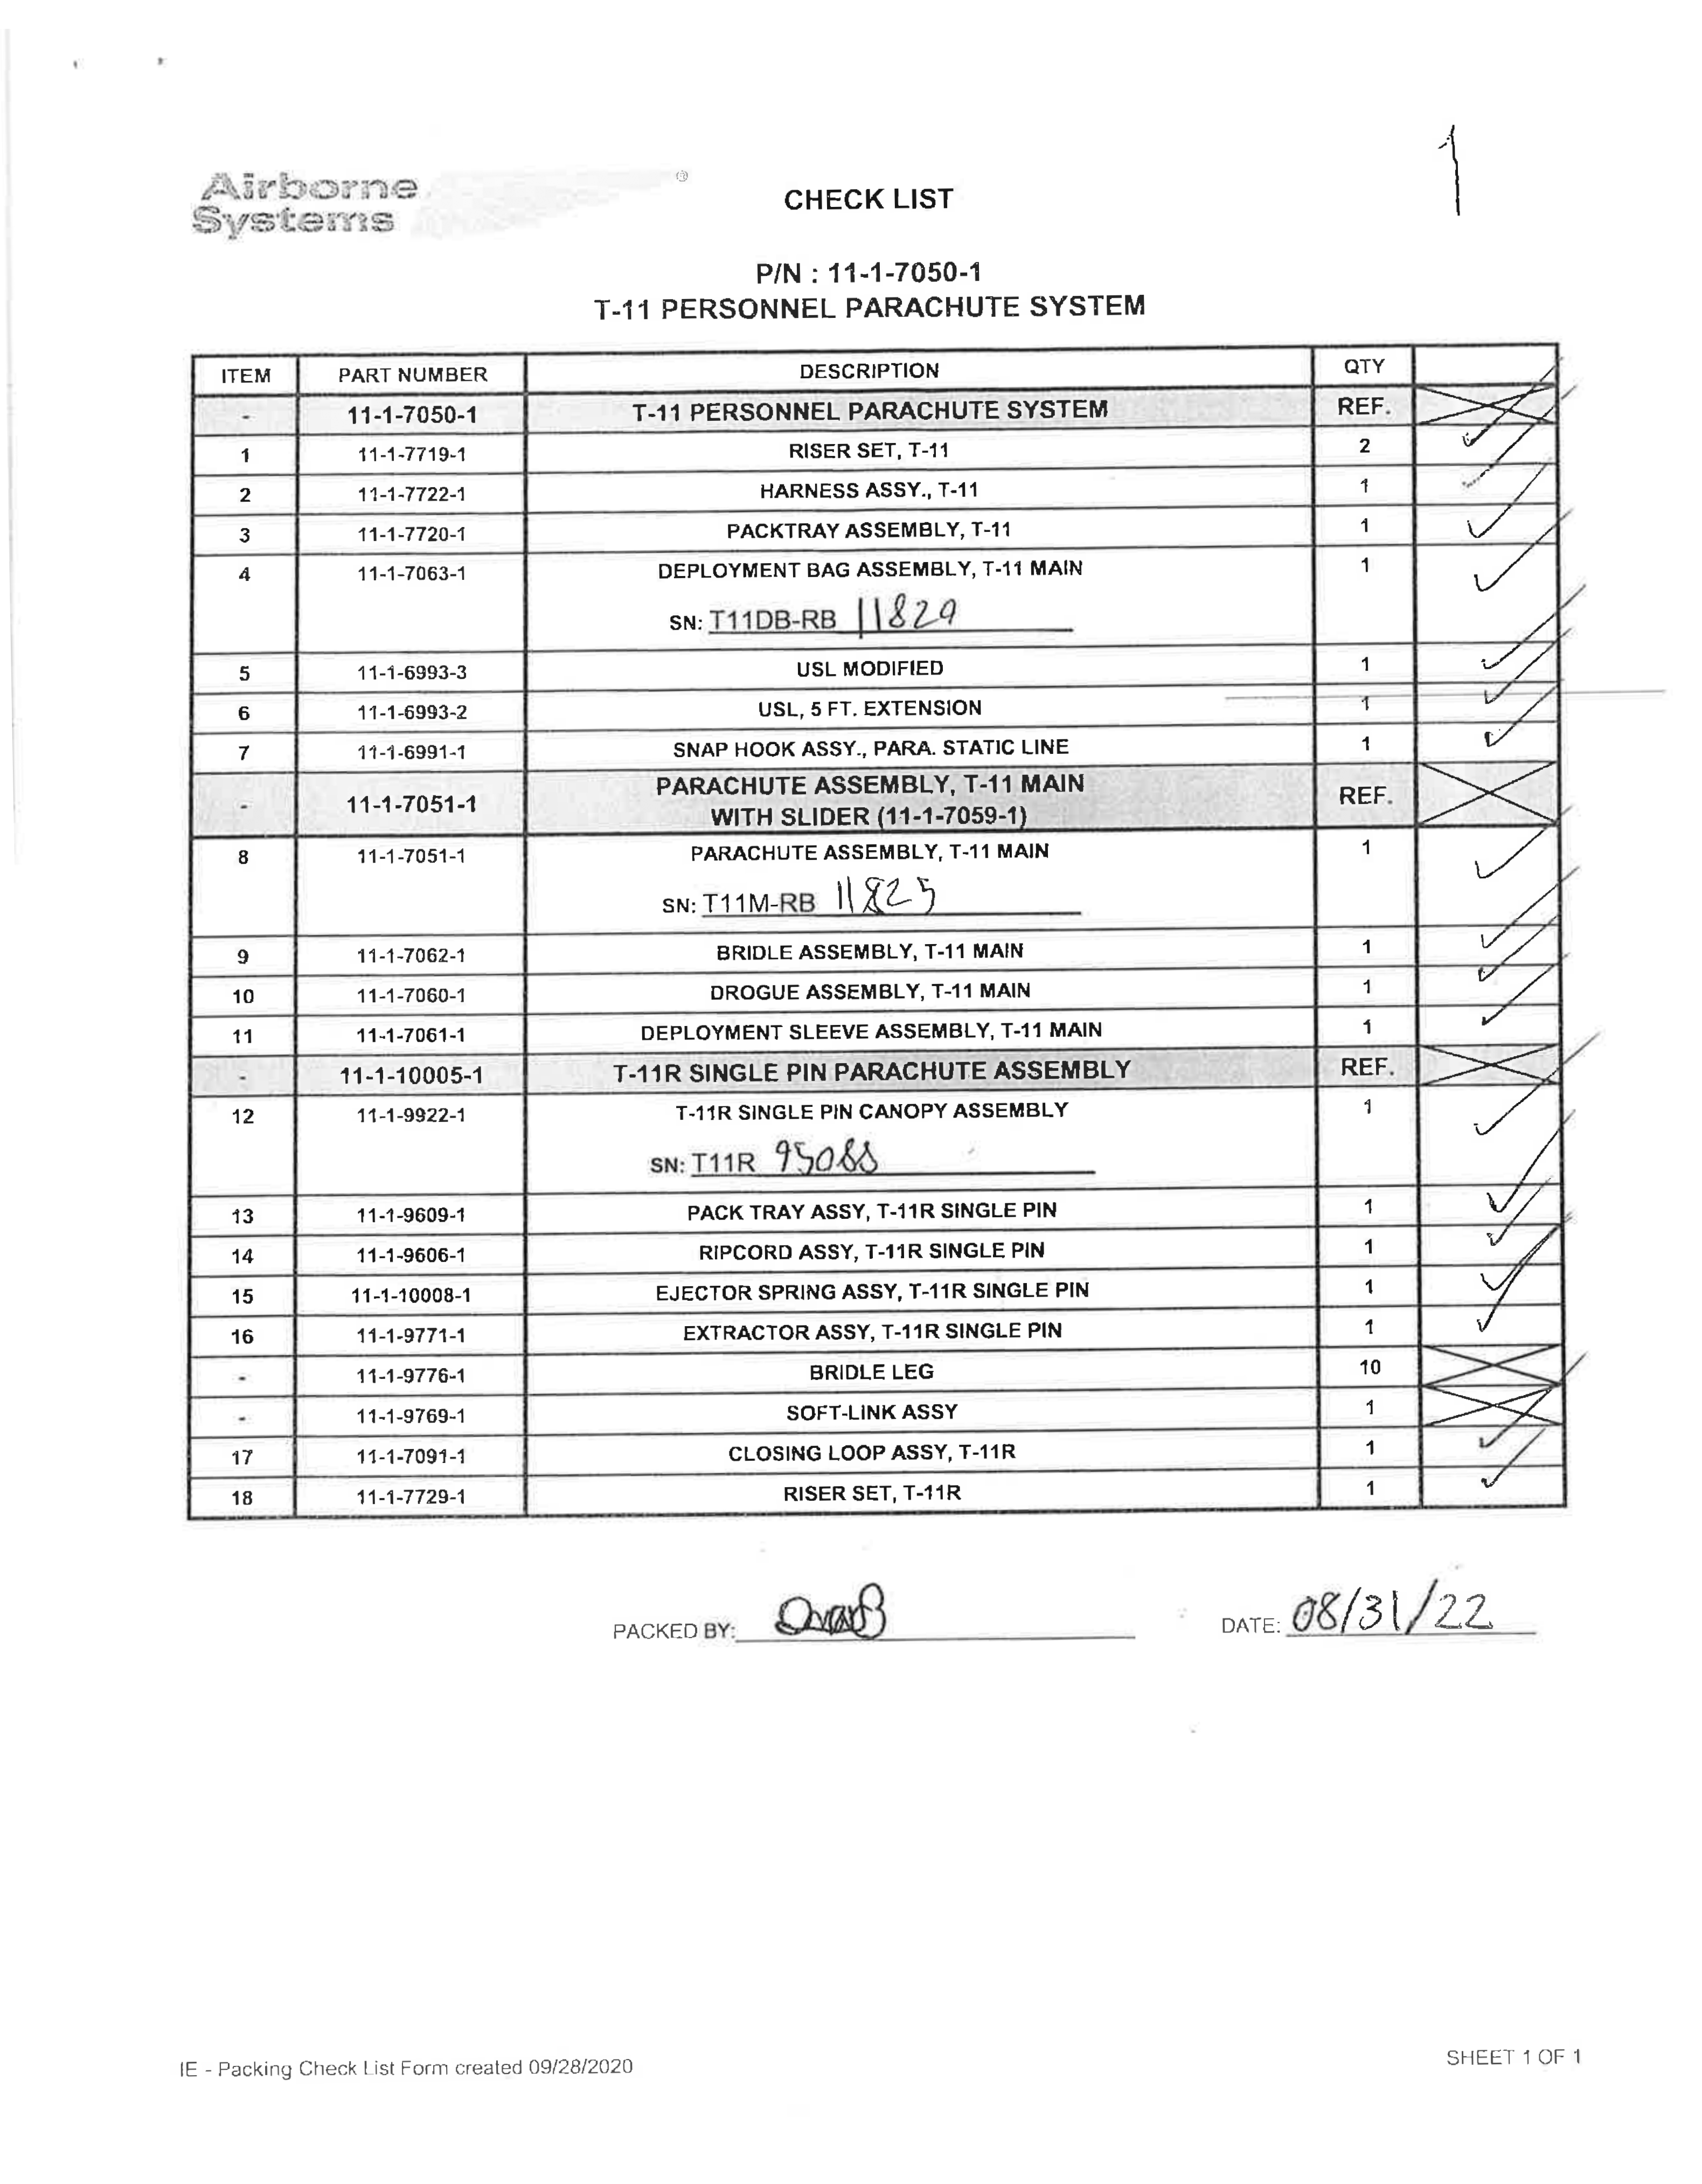 1
Airborne
Systems
®
CHECK LIST
P/N : 11-1-7050-1
T-11 PERSONNEL PARACHUTE SYSTEM
ITEM PART NUMBER DESCRIPTION QTY
- 11-1-7050-1 T-11 PERSONNEL PARACHUTE SYSTEM REF.
1 11-1-7719-1 RISER SET, T-11 2
2 11-1-7722-1 HARNESS ASSY., T-11 1
3 11-1-7720-1 PACKTRAY ASSEMBLY, T-11 1
4 11-1-7063-1 DEPLOYMENT BAG ASSEMBLY, T-11 MAIN 1
SN: T11DB-RB 11829
5 11-1-6993-3 USL MODIFIED 1
6 11-1-6993-2 USL, 5 FT. EXTENSION 1
7 11-1-6991-1 SNAP HOOK ASSY., PARA. STATIC LINE 1
- 11-1-7051-1 PARACHUTE ASSEMBLY, T-11 MAIN REF.
WITH SLIDER (11-1-7059-1)
8 11-1-7051-1 PARACHUTE ASSEMBLY, T-11 MAIN 1
SN: T11M-RB 11825
9 11-1-7062-1 BRIDLE ASSEMBLY, T-11 MAIN 1
10 11-1-7060-1 DROGUE ASSEMBLY, T-11 MAIN 1
11 11-1-7061-1 DEPLOYMENT SLEEVE ASSEMBLY, T-11 MAIN 1
- 11-1-10005-1 T-11R SINGLE PIN PARACHUTE ASSEMBLY REF.
12 11-1-9922-1 T-11R SINGLE PIN CANOPY ASSEMBLY 1
SN: T11R 95088
13 11-1-9609-1 PACK TRAY ASSY, T-11R SINGLE PIN 1
14 11-1-9606-1 RIPCORD ASSY, T-11R SINGLE PIN 1
15 11-1-10008-1 EJECTOR SPRING ASSY, T-11R SINGLE PIN 1
16 11-1-9771-1 EXTRACTOR ASSY, T-11R SINGLE PIN 1
- 11-1-9776-1 BRIDLE LEG 10
- 11-1-9769-1 SOFT-LINK ASSY 1
17 11-1-7091-1 CLOSING LOOP ASSY, T-11R 1
18 11-1-7729-1 RISER SET, T-11R 1
PACKED BY:
DATE: 08/31/22
IE - Packing Check List Form created 09/28/2020
SHEET 1 OF 1